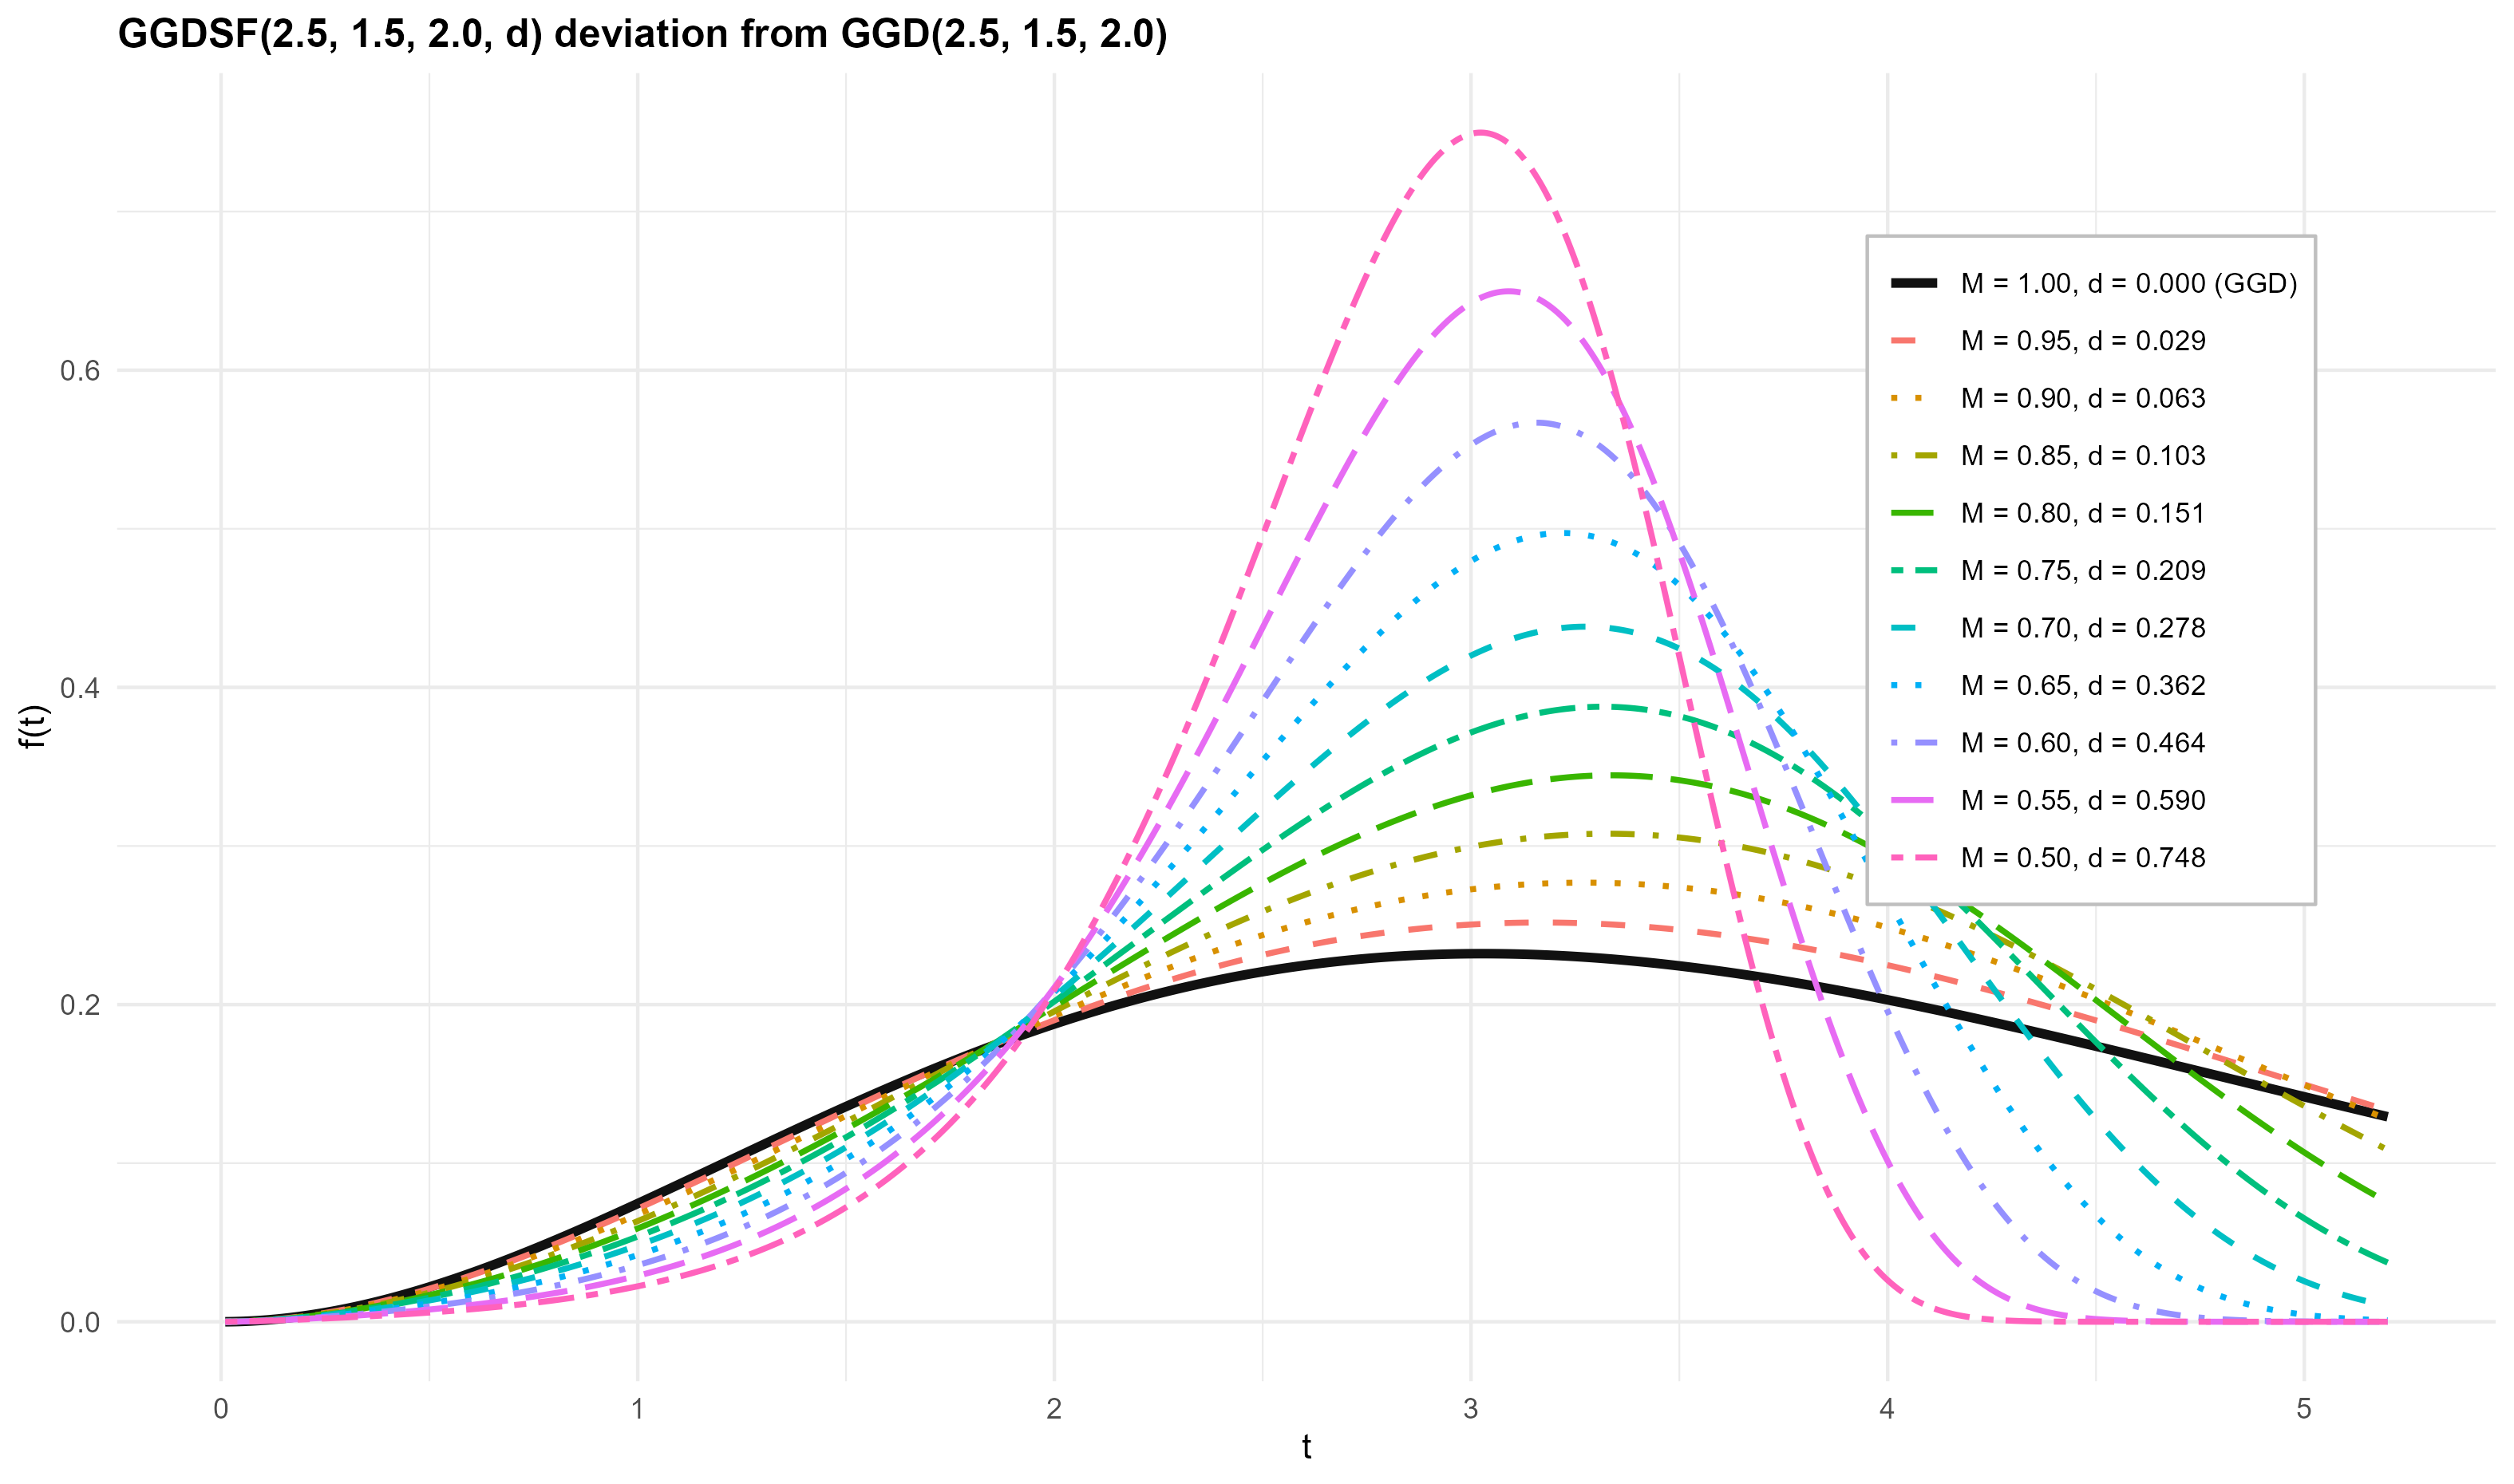 GGDSF(2.5, 1.5, 2.0, d) deviation from GGD(2.5, 1.5, 2.0)
M = 1.00, d = 0.000 (GGD)
M = 0.95, d = 0.029
M = 0.90, d = 0.063
M = 0.85, d = 0.103
M = 0.80, d = 0.151
M = 0.75, d = 0.209
M = 0.70, d = 0.278
M = 0.65, d = 0.362
M = 0.60, d = 0.464
M = 0.55, d = 0.590
M = 0.50, d = 0.748
f(t)
0.6
0.4
0.2
0.0
0 1 2 3 4 5
t